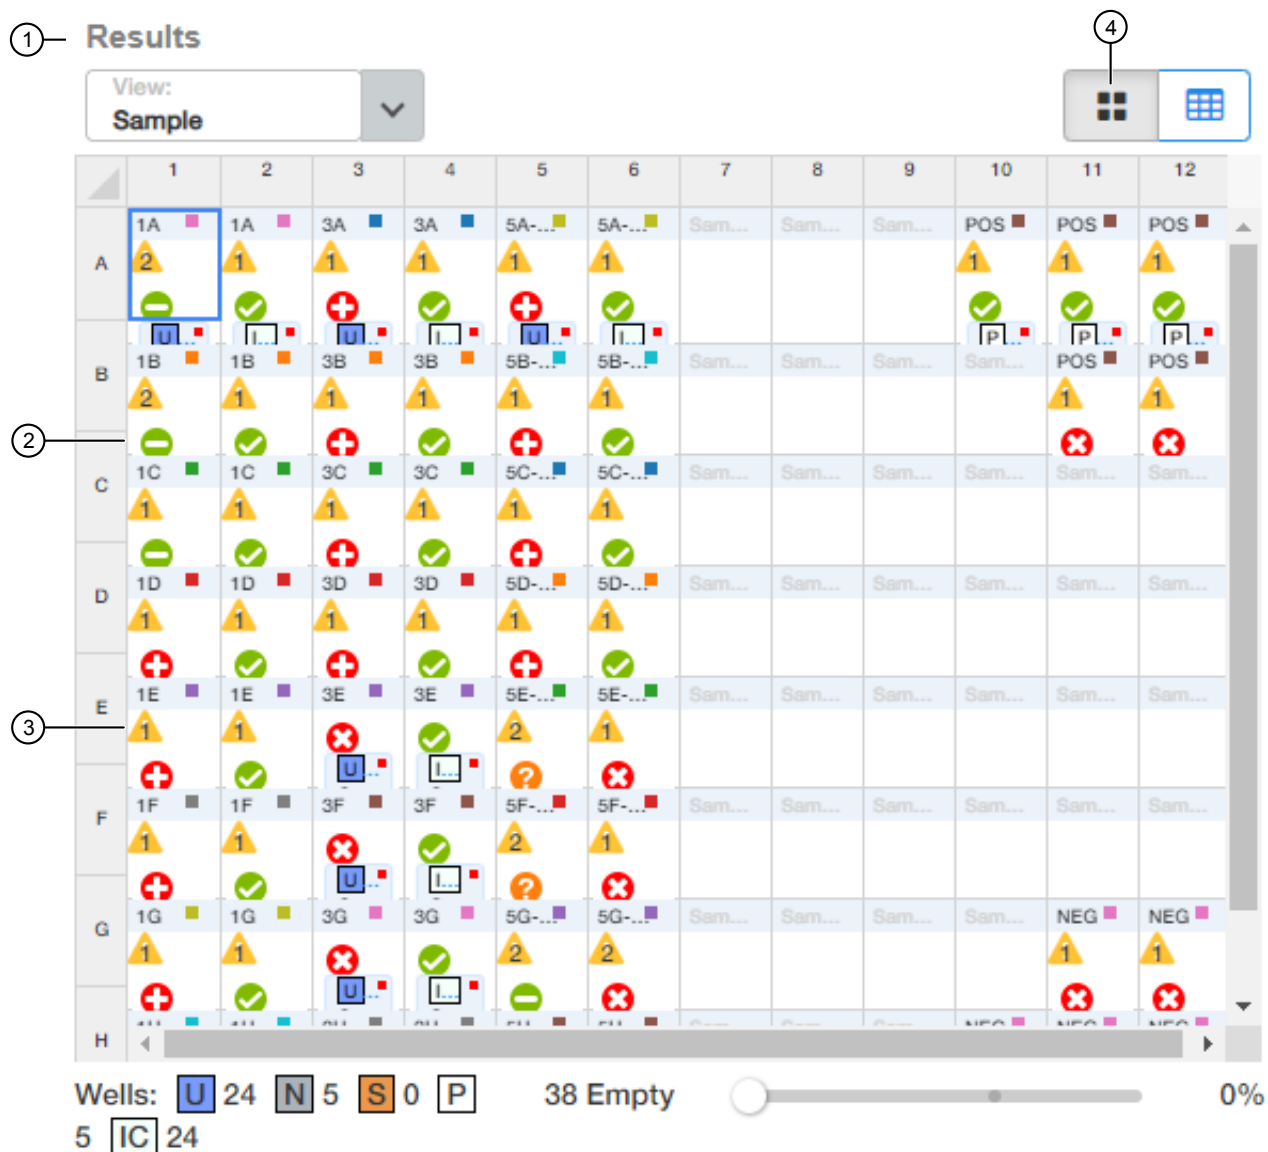 1 Results 4
View:
Sample
1 2 3 4 5 6 7 8 9 10 11 12
A 1A 1A 3A 3A 5A-... 5A-... Sam... Sam... Sam... POS POS POS
2 1 1 1 1 1 1 1 1
U... I... U... I... U... I... P... P... P...
B 1B 1B 3B 3B 5B-... 5B-... Sam... Sam... Sam... Sam... POS POS
2 1 1 1 1 1 1 1
2
C 1C 1C 3C 3C 5C-... 5C-... Sam... Sam... Sam... Sam... Sam... Sam...
1 1 1 1 1 1
D 1D 1D 3D 3D 5D-... 5D-... Sam... Sam... Sam... Sam... Sam... Sam...
1 1 1 1 1 1
E 1E 1E 3E 3E 5E-... 5E-... Sam... Sam... Sam... Sam... Sam... Sam...
3 1 1 2 1
U... I... ?
F 1F 1F 3F 3F 5F-... 5F-... Sam... Sam... Sam... Sam... Sam... Sam...
1 1 2 1
U... I... ?
G 1G 1G 3G 3G 5G-... 5G-... Sam... Sam... Sam... Sam... NEG NEG
1 1 2 2 1 1
U... I...
H
Wells: U 24 N 5 S 0 P 38 Empty 0%
5 IC 24